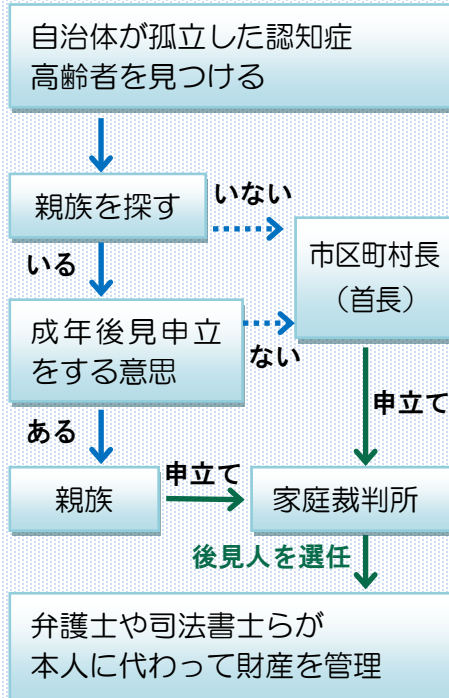 自治体が孤立した認知症
高齢者を見つける
親族を探す
いない
いる
市区町村長
（首長）
成年後見申立
をする意思
ない
ある
申立て
親族
申立て
家庭裁判所
後見人を選任
弁護士や司法書士らが
本人に代わって財産を管理